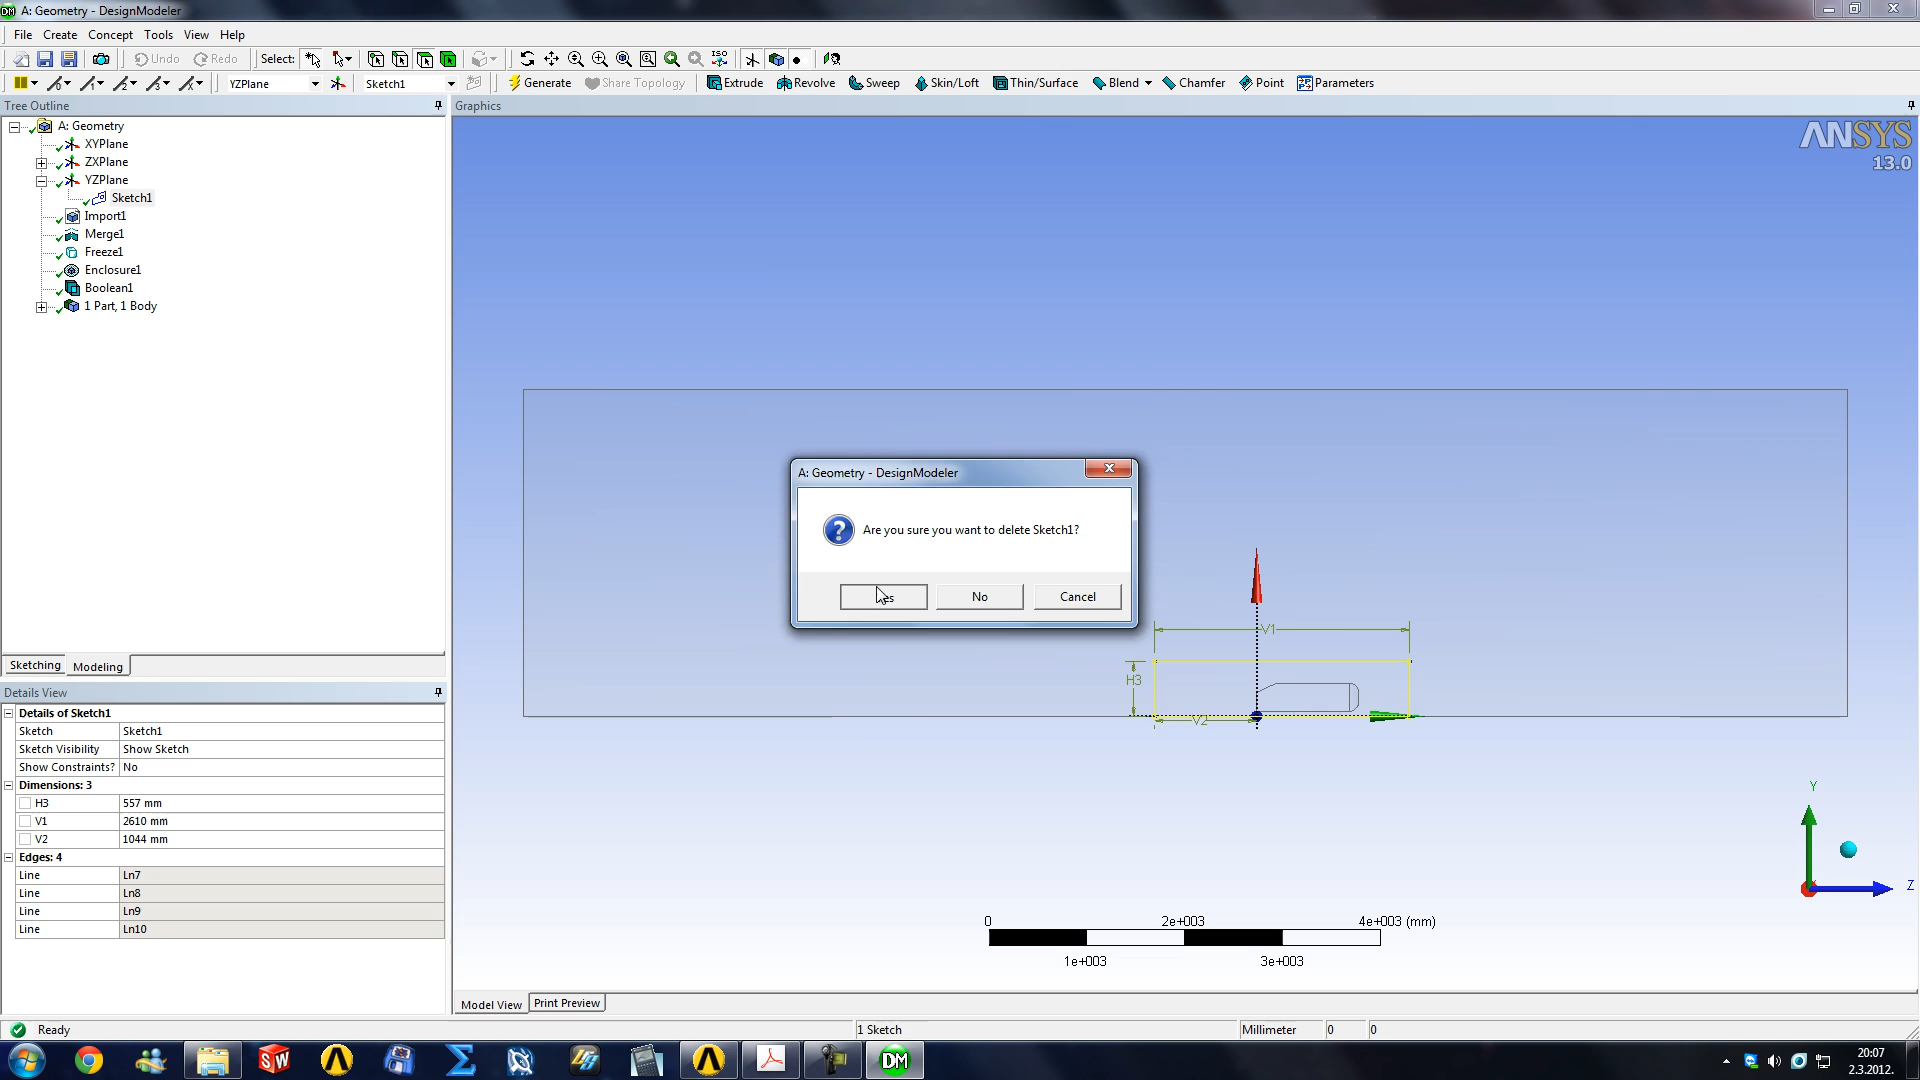 A: Geometry - DesignModeler
File Create Concept Tools View Help
Undo Redo Select: ISO
YZPlane Sketch1 Generate Share Topology Extrude Revolve Sweep Skin/Loft Thin/Surface Blend Chamfer Point Parameters
Tree Outline
Graphics
A: Geometry
XYPlane
ZXPlane
YZPlane
Sketch1
Import1
Merge1
Freeze1
Enclosure1
Boolean1
1 Part, 1 Body
ANSYS
13.0
A: Geometry - DesignModeler
Are you sure you want to delete Sketch1?
No Cancel
V1
H3
V2
Sketching Modeling
Details View
Details of Sketch1
Sketch Sketch1
Sketch Visibility Show Sketch
Show Constraints? No
Dimensions: 3
H3 557 mm
V1 2610 mm
V2 1044 mm
Edges: 4
Line Ln7
Line Ln8
Line Ln9
Line Ln10
Y
Z
0 2e+003 4e+003 (mm)
1e+003 3e+003
Model View Print Preview
Ready 1 Sketch Millimeter 0 0
SW DM
20:07
2.3.2012.